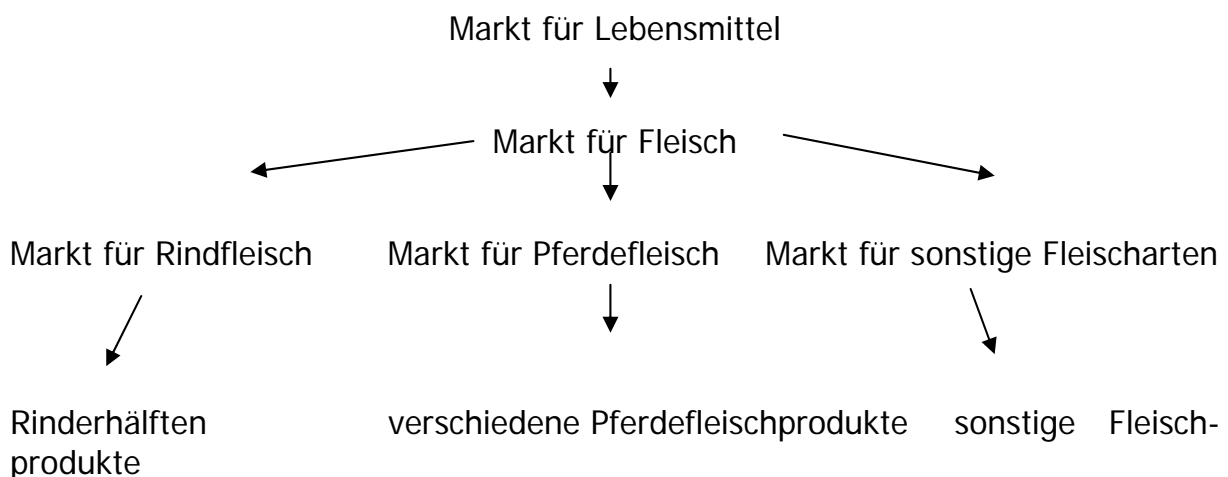 Markt für Lebensmittel
Markt für Fleisch
Markt für Rindfleisch Markt für Pferdefleisch Markt für sonstige Fleischarten
Rinderhälften verschiedene Pferdefleischprodukte sonstige Fleisch-
produkte